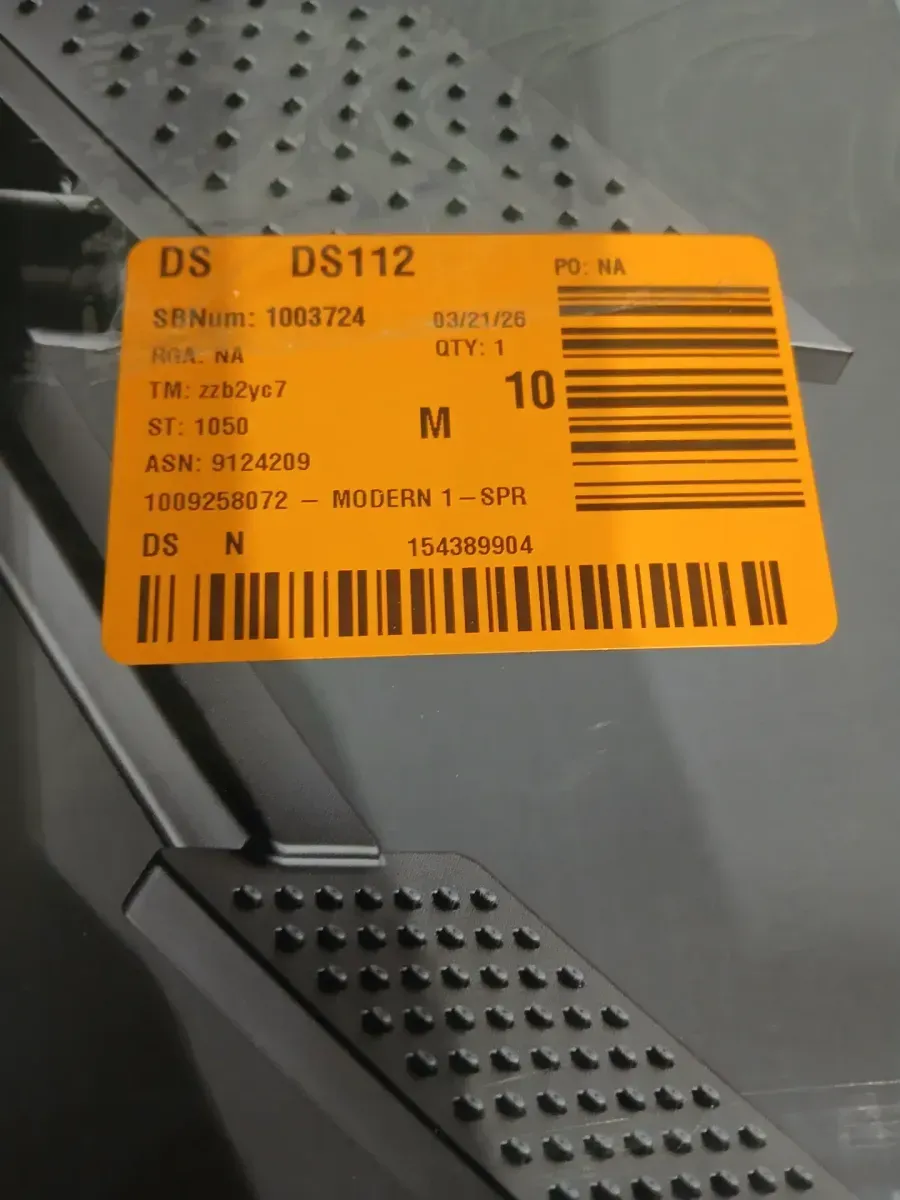 DS DS112 PO: NA
SBNum: 1003724 03/21/26
RGA: NA QTY: 1
TM: zzb2yc7 10
ST: 1050 M
ASN: 9124209
1009258072 – MODERN 1–SPR
DS N 154389904